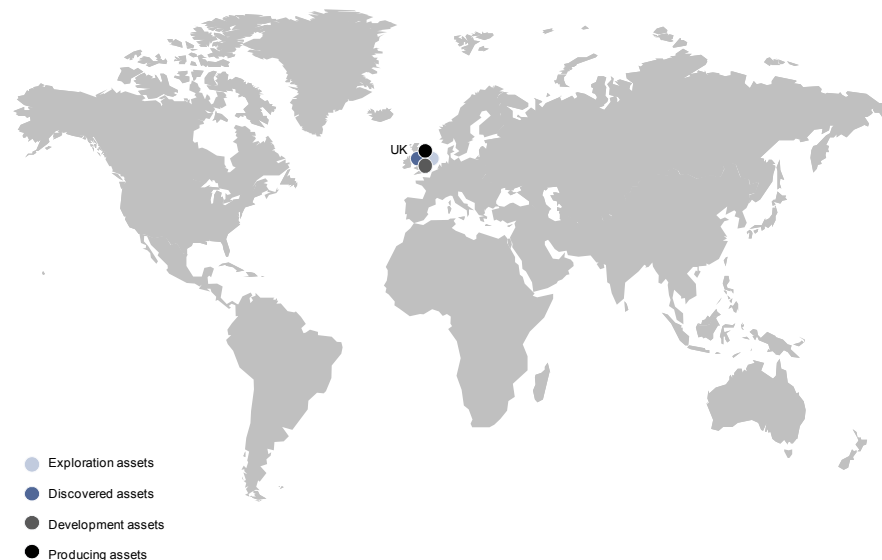 UK
Exploration assets
Discovered assets
Development assets
Producing assets